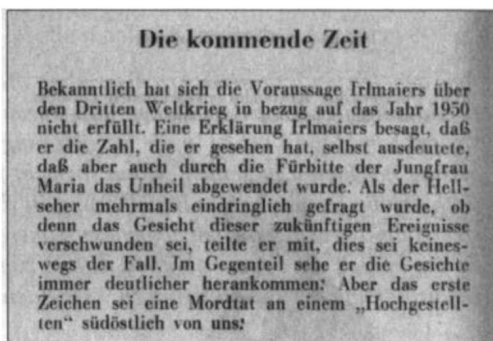 Die kommende Zeit
Bekanntlich hat sich die Voraussage Irlmaiers über
den Dritten Weltkrieg in bezug auf das Jahr 1950
nicht erfüllt. Eine Erklärung Irlmaiers besagt, daß
er die Zahl, die er gesehen hat, selbst ausdeutete,
daß aber auch durch die Fürbitte der Jungfrau
Maria das Unheil abgewendet wurde. Als der Hell-
seher mehrmals eindringlich gefragt wurde, ob
denn das Gesicht dieser zukünftigen Ereignisse
verschwunden sei, teilte er mit, dies sei keines-
wegs der Fall. Im Gegenteil sehe er die Gesichte
immer deutlicher herankommen: Aber das erste
Zeichen sei eine Mordtat an einem „Hochgestell-
ten“ südöstlich von uns: